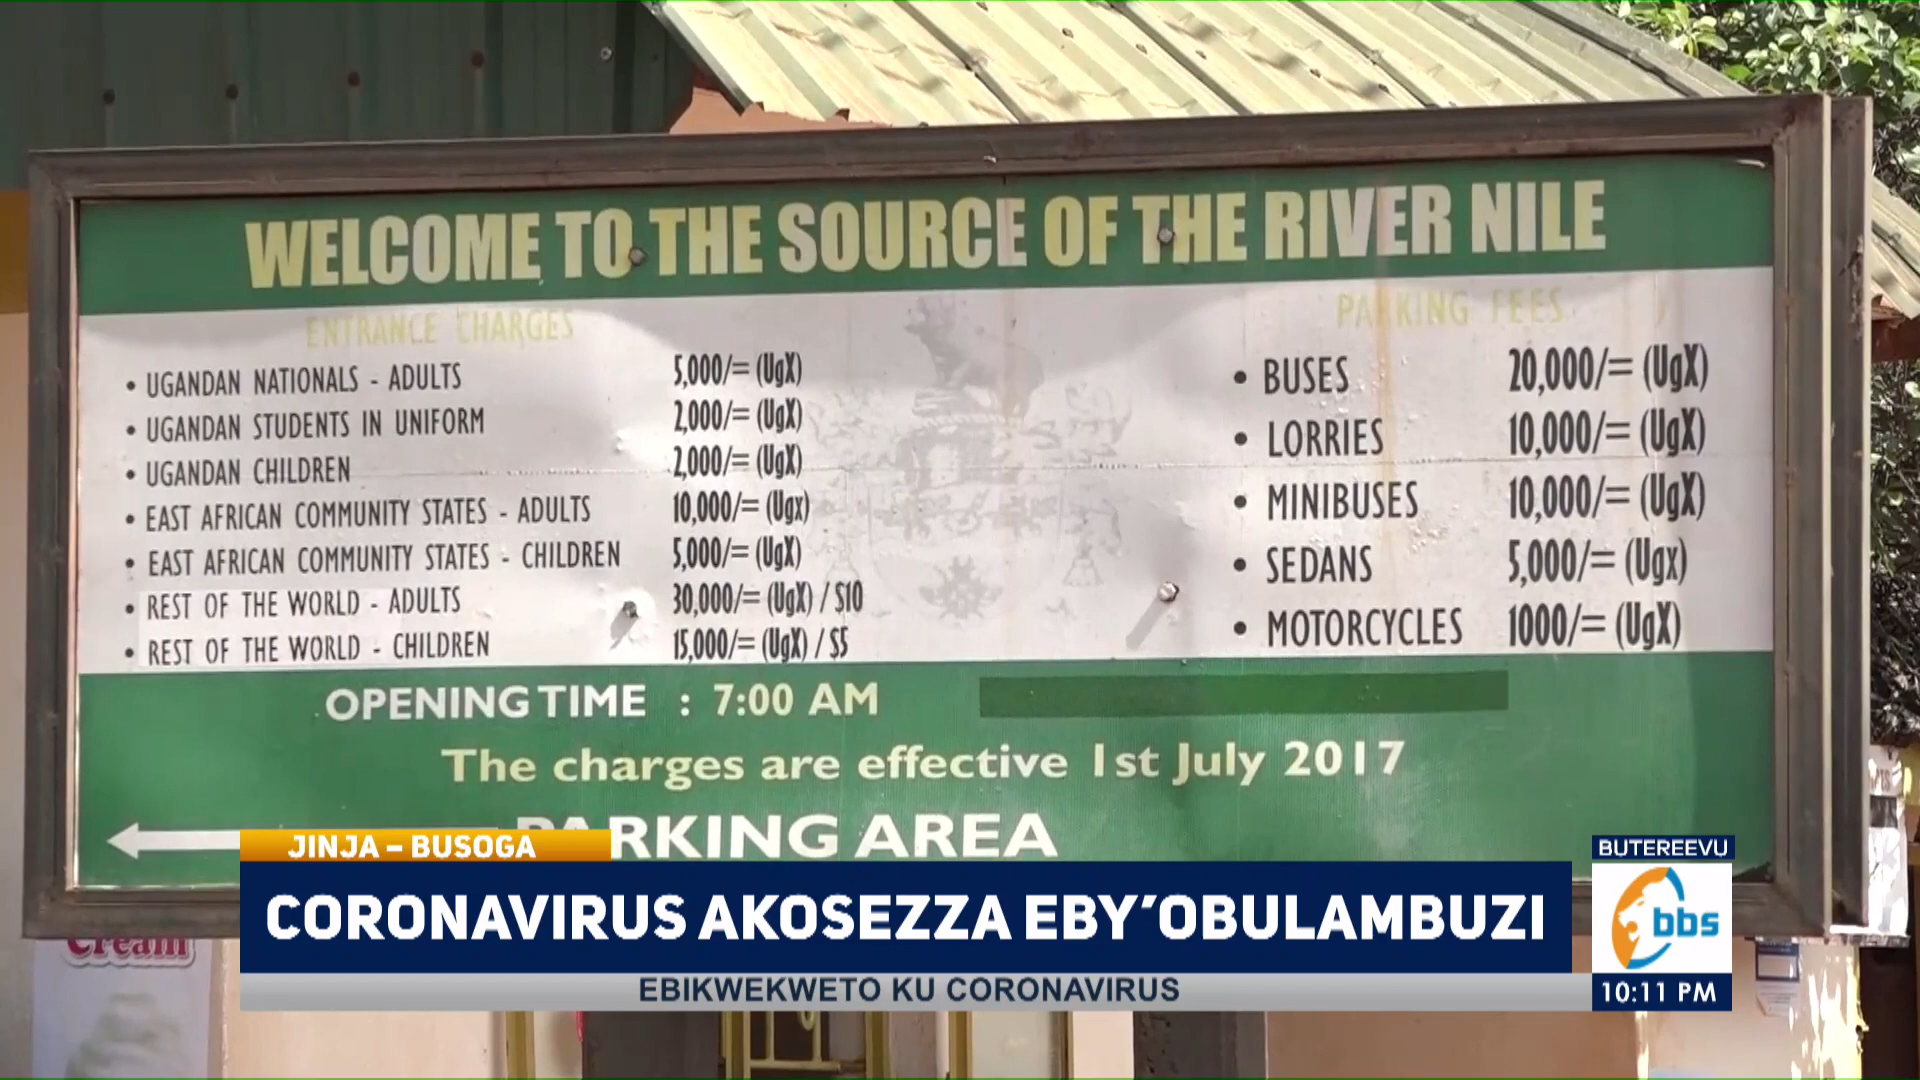 WELCOME TO THE SOURCE OF THE RIVER NILE
ENTRANCE CHARGES
• UGANDAN NATIONALS - ADULTS 5,000/= (UgX)
• UGANDAN STUDENTS IN UNIFORM 2,000/= (UgX)
• UGANDAN CHILDREN 2,000/= (UgX)
• EAST AFRICAN COMMUNITY STATES - ADULTS 10,000/= (Ugx)
• EAST AFRICAN COMMUNITY STATES - CHILDREN 5,000/= (UgX)
• REST OF THE WORLD - ADULTS 30,000/= (UgX) / $10
• REST OF THE WORLD - CHILDREN 15,000/= (UgX) / $5
PARKING FEES
• BUSES 20,000/= (UgX)
• LORRIES 10,000/= (UgX)
• MINIBUSES 10,000/= (UgX)
• SEDANS 5,000/= (Ugx)
• MOTORCYCLES 1000/= (UgX)
OPENING TIME : 7:00 AM
The charges are effective 1st July 2017
PARKING AREA
JINJA – BUSOGA
CORONAVIRUS AKOSEZZA EBY'OBULAMBUZI
EBIKWEKWETO KU CORONAVIRUS
BUTEREEVU
bbs
10:11 PM
Cream